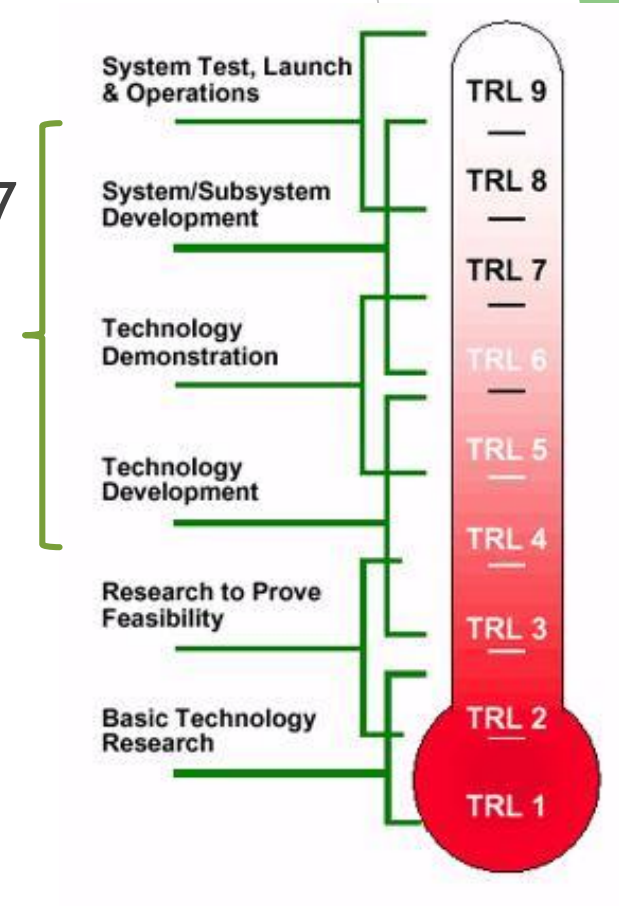 System Test, Launch
& Operations
System/Subsystem
Development
Technology
Demonstration
Technology
Development
Research to Prove
Feasibility
Basic Technology
Research
7
TRL 9
TRL 8
TRL 7
TRL 6
TRL 5
TRL 4
TRL 3
TRL 2
TRL 1